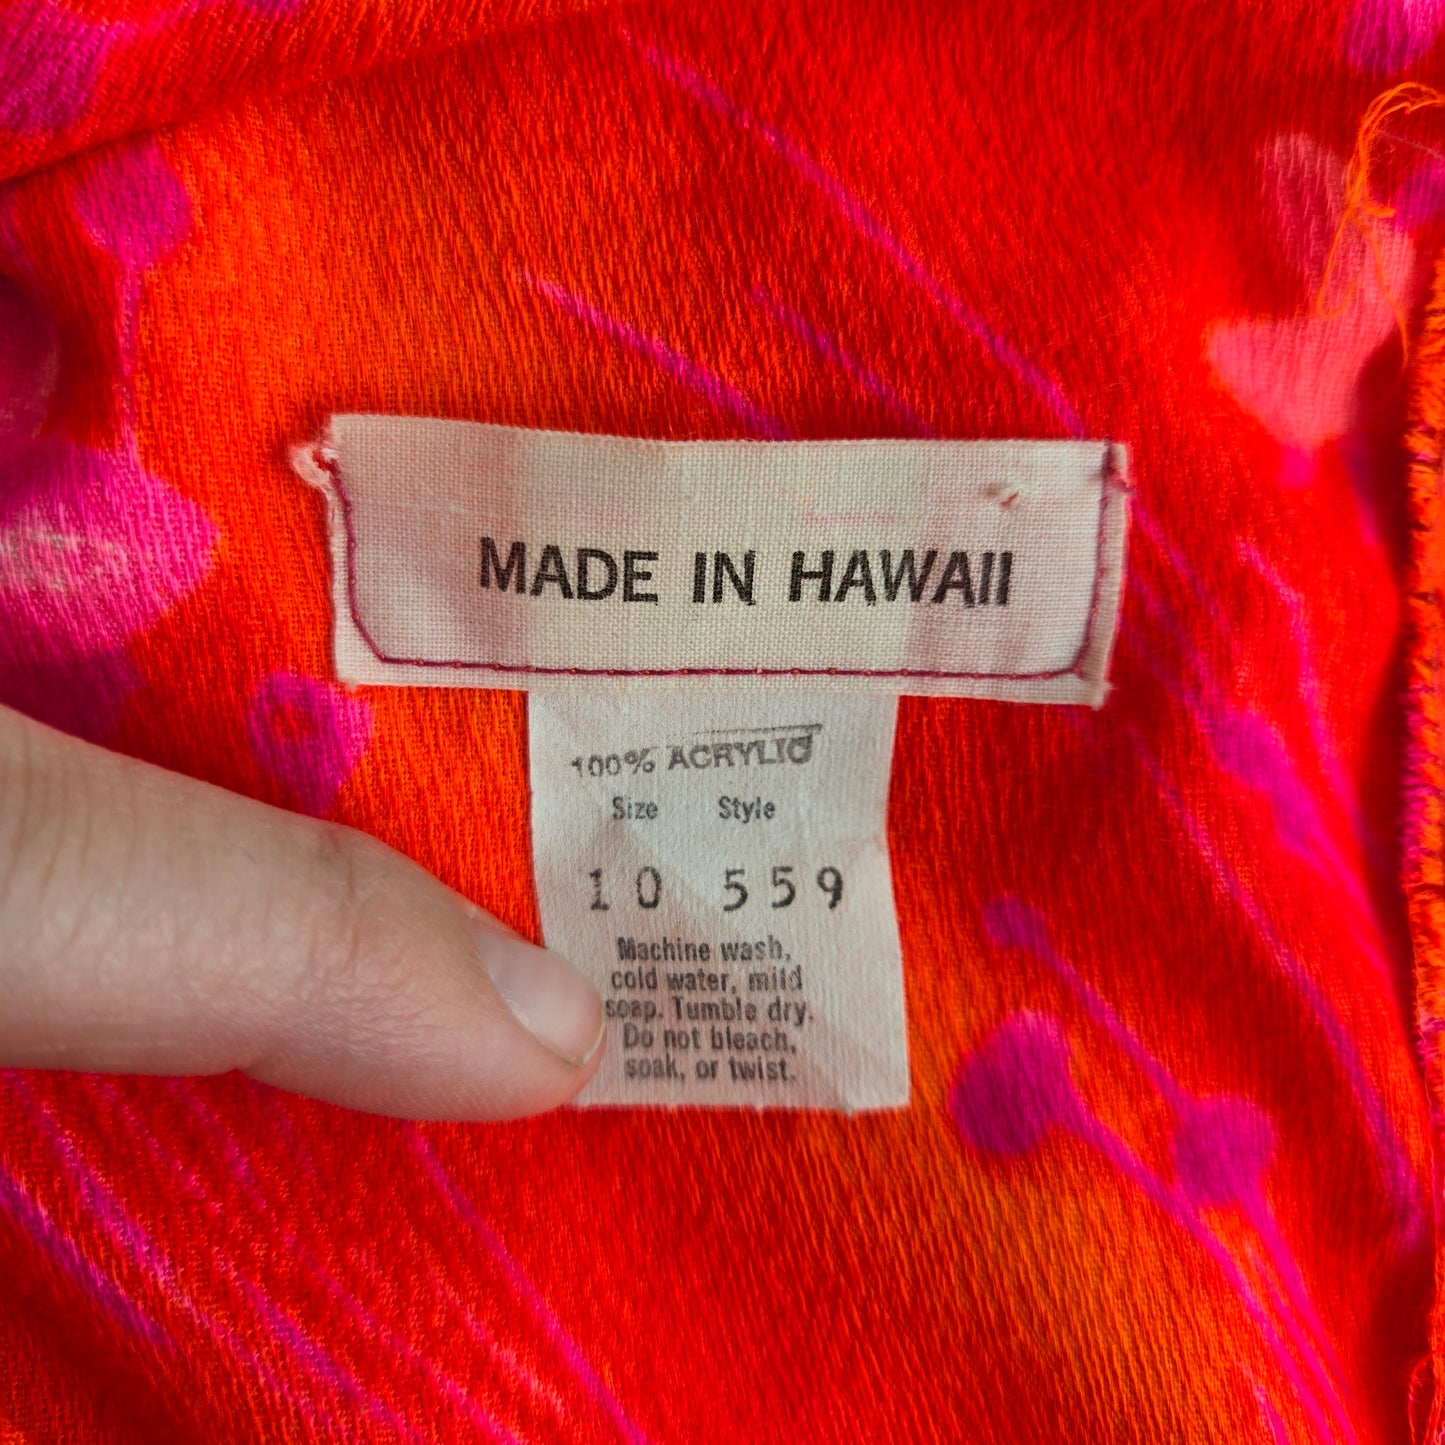 MADE IN HAWAII
100% ACRYLIC
Size Style
10 559
Machine wash,
cold water, mild
soap. Tumble dry.
Do not bleach,
soak, or twist.